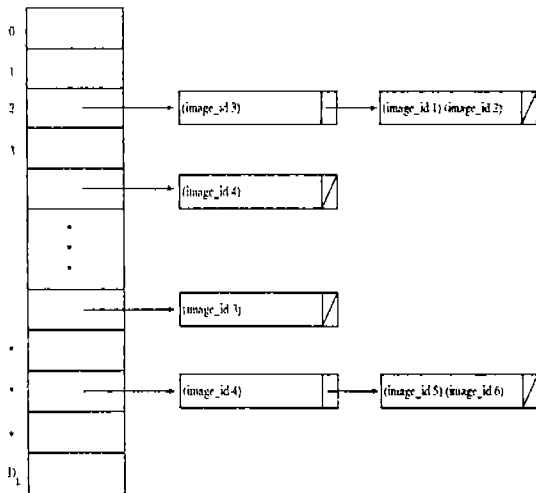 0
1
2
(image_id 3)
(image_id 1) (image_id 2)
(image_id 4)
(image_id 3)
(image_id 4)
(image_id 5) (image_id 6)